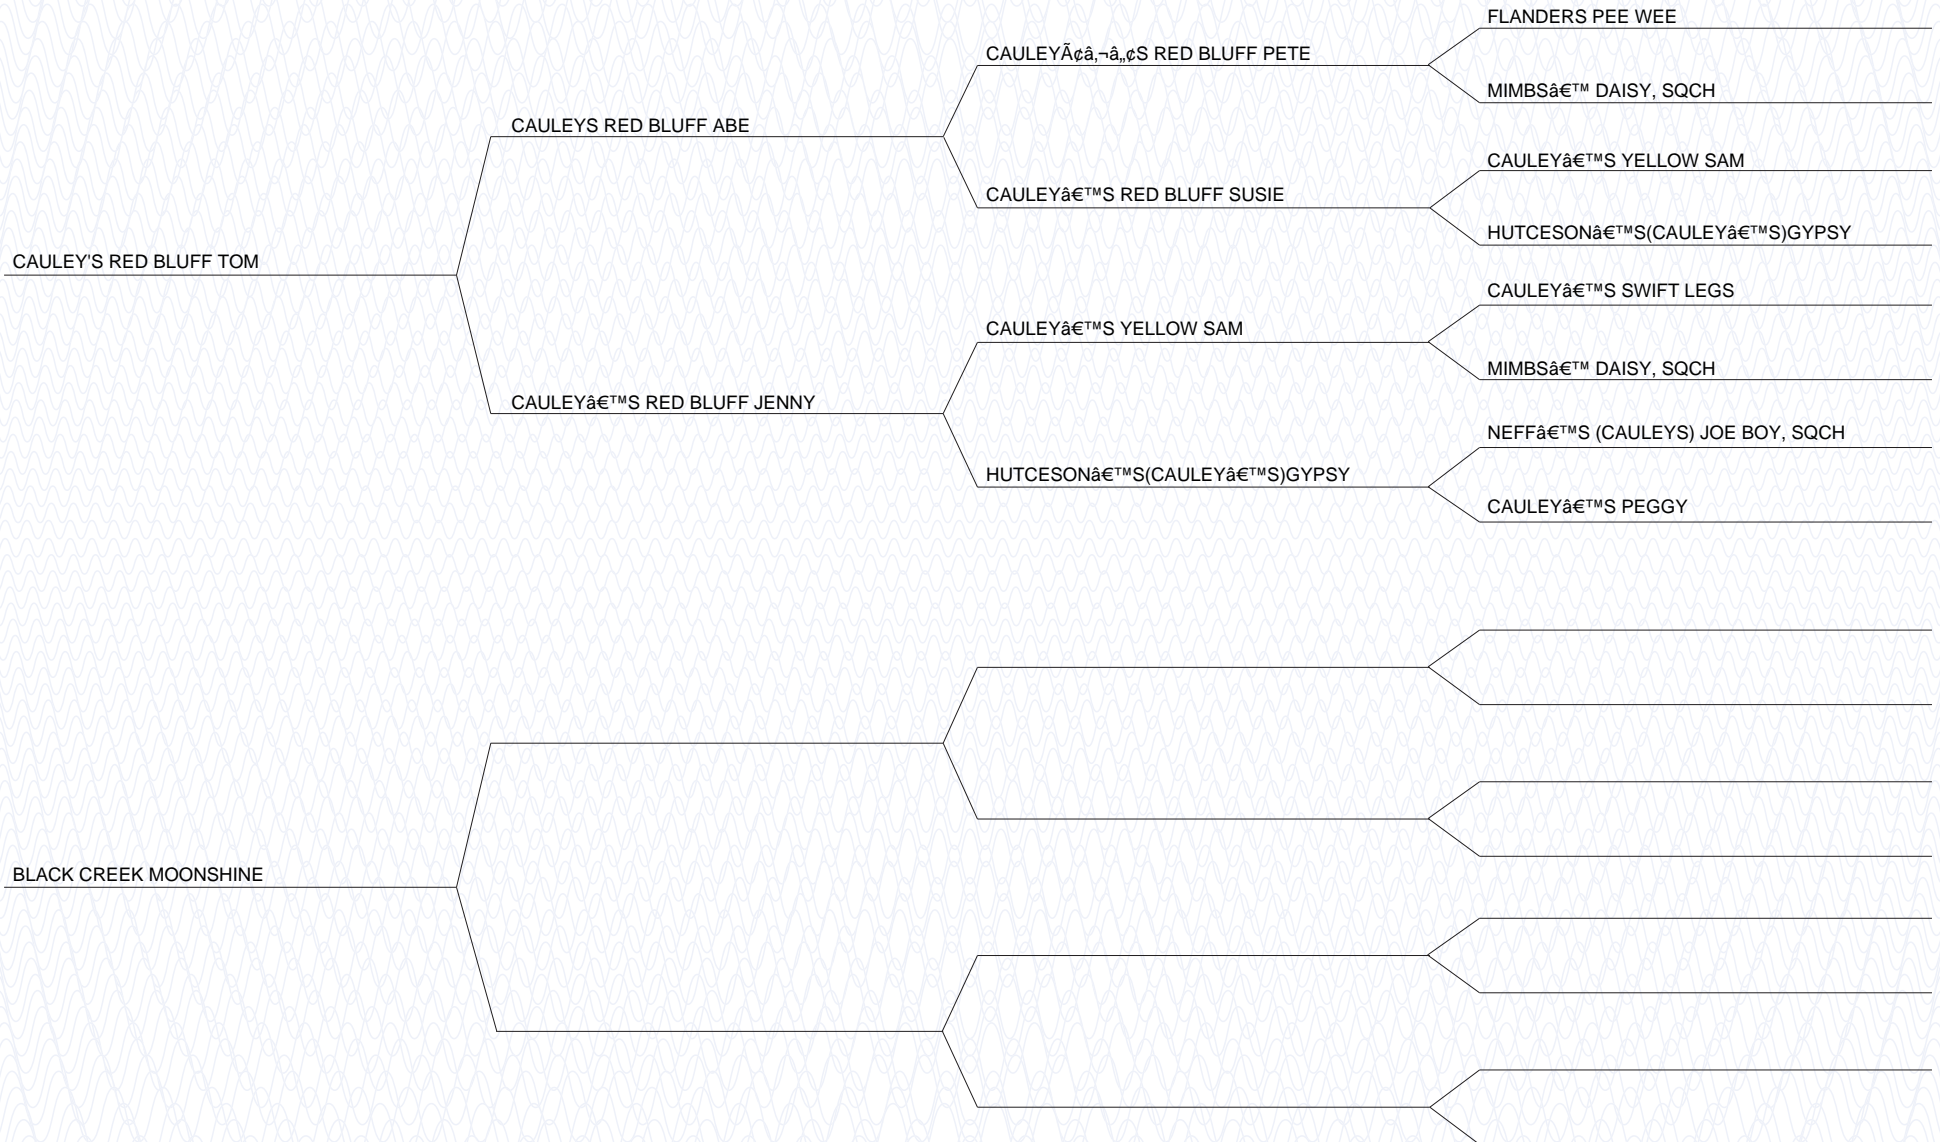 FLANDERS PEE WEE
CAULEYÃ¢â‚¬â„¢S RED BLUFF PETE
MIMBSâ€™ DAISY, SQCH
CAULEYS RED BLUFF ABE
CAULEYâ€™S YELLOW SAM
CAULEYâ€™S RED BLUFF SUSIE
HUTCESONâ€™S(CAULEYâ€™S)GYPSY
CAULEY'S RED BLUFF TOM
CAULEYâ€™S SWIFT LEGS
CAULEYâ€™S YELLOW SAM
MIMBSâ€™ DAISY, SQCH
CAULEYâ€™S RED BLUFF JENNY
NEFFâ€™S (CAULEYS) JOE BOY, SQCH
HUTCESONâ€™S(CAULEYâ€™S)GYPSY
CAULEYâ€™S PEGGY
BLACK CREEK MOONSHINE